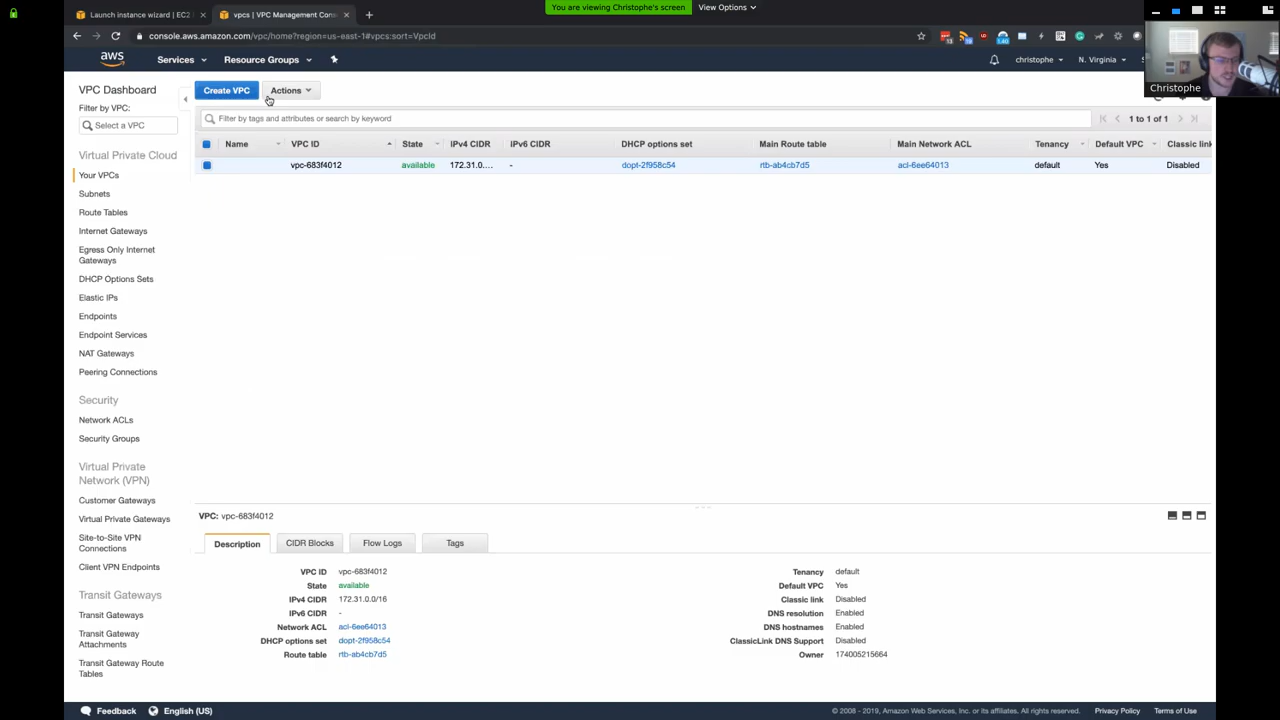 You are viewing Christophe's screen
View Options
Launch instance wizard | EC2
vpcs | VPC Management Con
console.aws.amazon.com/vpc/home?region=us-east-1#vpcs:sort=VpcId
aws
Services
Resource Groups
christophe
N. Virginia
Christophe
VPC Dashboard
Filter by VPC:
Select a VPC
Virtual Private Cloud
Your VPCs
Subnets
Route Tables
Internet Gateways
Egress Only Internet
Gateways
DHCP Options Sets
Elastic IPs
Endpoints
Endpoint Services
NAT Gateways
Peering Connections
Security
Network ACLs
Security Groups
Virtual Private
Network (VPN)
Customer Gateways
Virtual Private Gateways
Site-to-Site VPN
Connections
Client VPN Endpoints
Transit Gateways
Transit Gateways
Transit Gateway
Attachments
Transit Gateway Route
Tables
Create VPC
Actions
Filter by tags and attributes or search by keyword
1 to 1 of 1
Name VPC ID State IPv4 CIDR IPv6 CIDR DHCP options set Main Route table Main Network ACL Tenancy Default VPC Classic link
vpc-683f4012 available 172.31.0.... - dopt-2f958c54 rtb-ab4cb7d5 acl-6ee64013 default Yes Disabled
VPC: vpc-683f4012
Description CIDR Blocks Flow Logs Tags
VPC ID vpc-683f4012
State available
IPv4 CIDR 172.31.0.0/16
IPv6 CIDR -
Network ACL acl-6ee64013
DHCP options set dopt-2f958c54
Route table rtb-ab4cb7d5
Tenancy default
Default VPC Yes
Classic link Disabled
DNS resolution Enabled
DNS hostnames Enabled
ClassicLink DNS Support Disabled
Owner 174005215664
Feedback
English (US)
© 2008 - 2019, Amazon Web Services, Inc. or its affiliates. All rights reserved.
Privacy Policy
Terms of Use